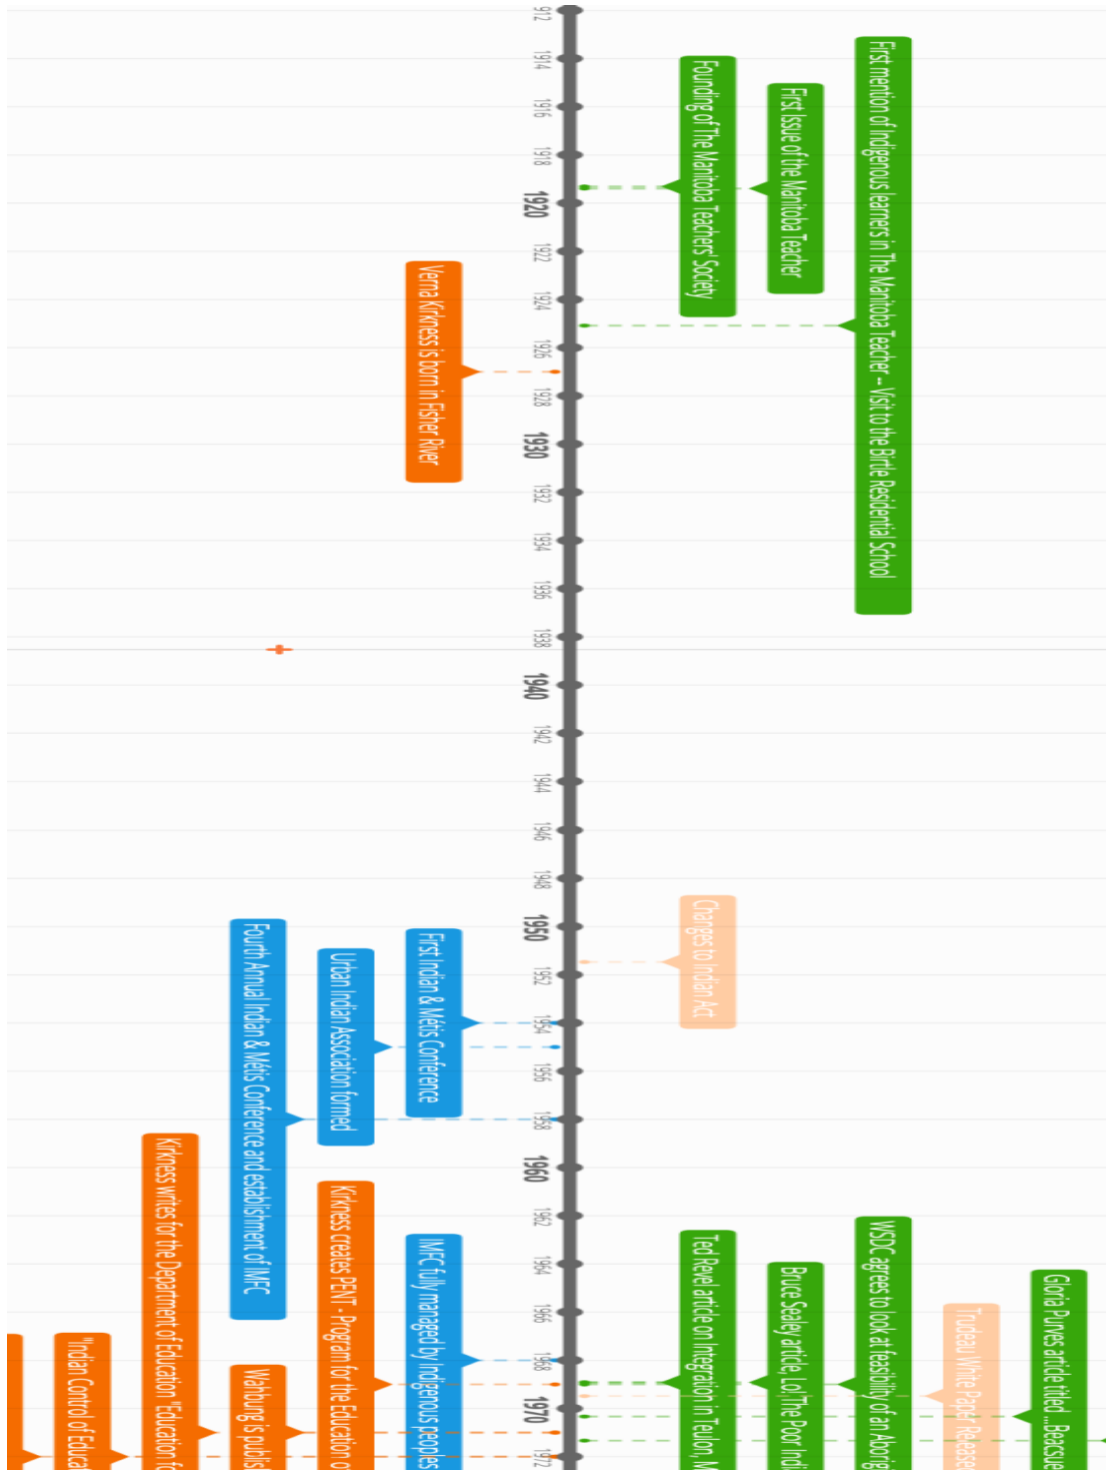 First mention of Indigenous learners in The Manitoba Teacher -- Visit to the Birtle Residential School
First Issue of the Manitoba Teacher
Founding of The Manitoba Teachers' Society
Changes to Indian Act
Gloria Purves article titled...Beacsue
Trudeau White Paper Release
WSDC agrees to look at feasibility of an Aborig
Bruce Sealey article, Lo! The Poor Indi
Ted Revel article on Integration in Teulon, M
912
1914
1916
1918
1920
1922
1924
1926
1928
1930
1932
1934
1936
1938
1940
1942
1944
1946
1948
1950
1952
1954
1956
1958
1960
1962
1964
1966
1968
1970
1972
Verna Kirkness is born in Fisher River
First Indian & Métis Conference
IMFC fully managed by Indigenous peoples
Urban Indian Association formed
Kirkness creates PENT - Program for the Education o
Fourth Annual Indian & Métis Conference and establishment of IMFC
Wahbung is publis
Kirkness writes for the Department of Education "Education fo
"Indian Control of Educat